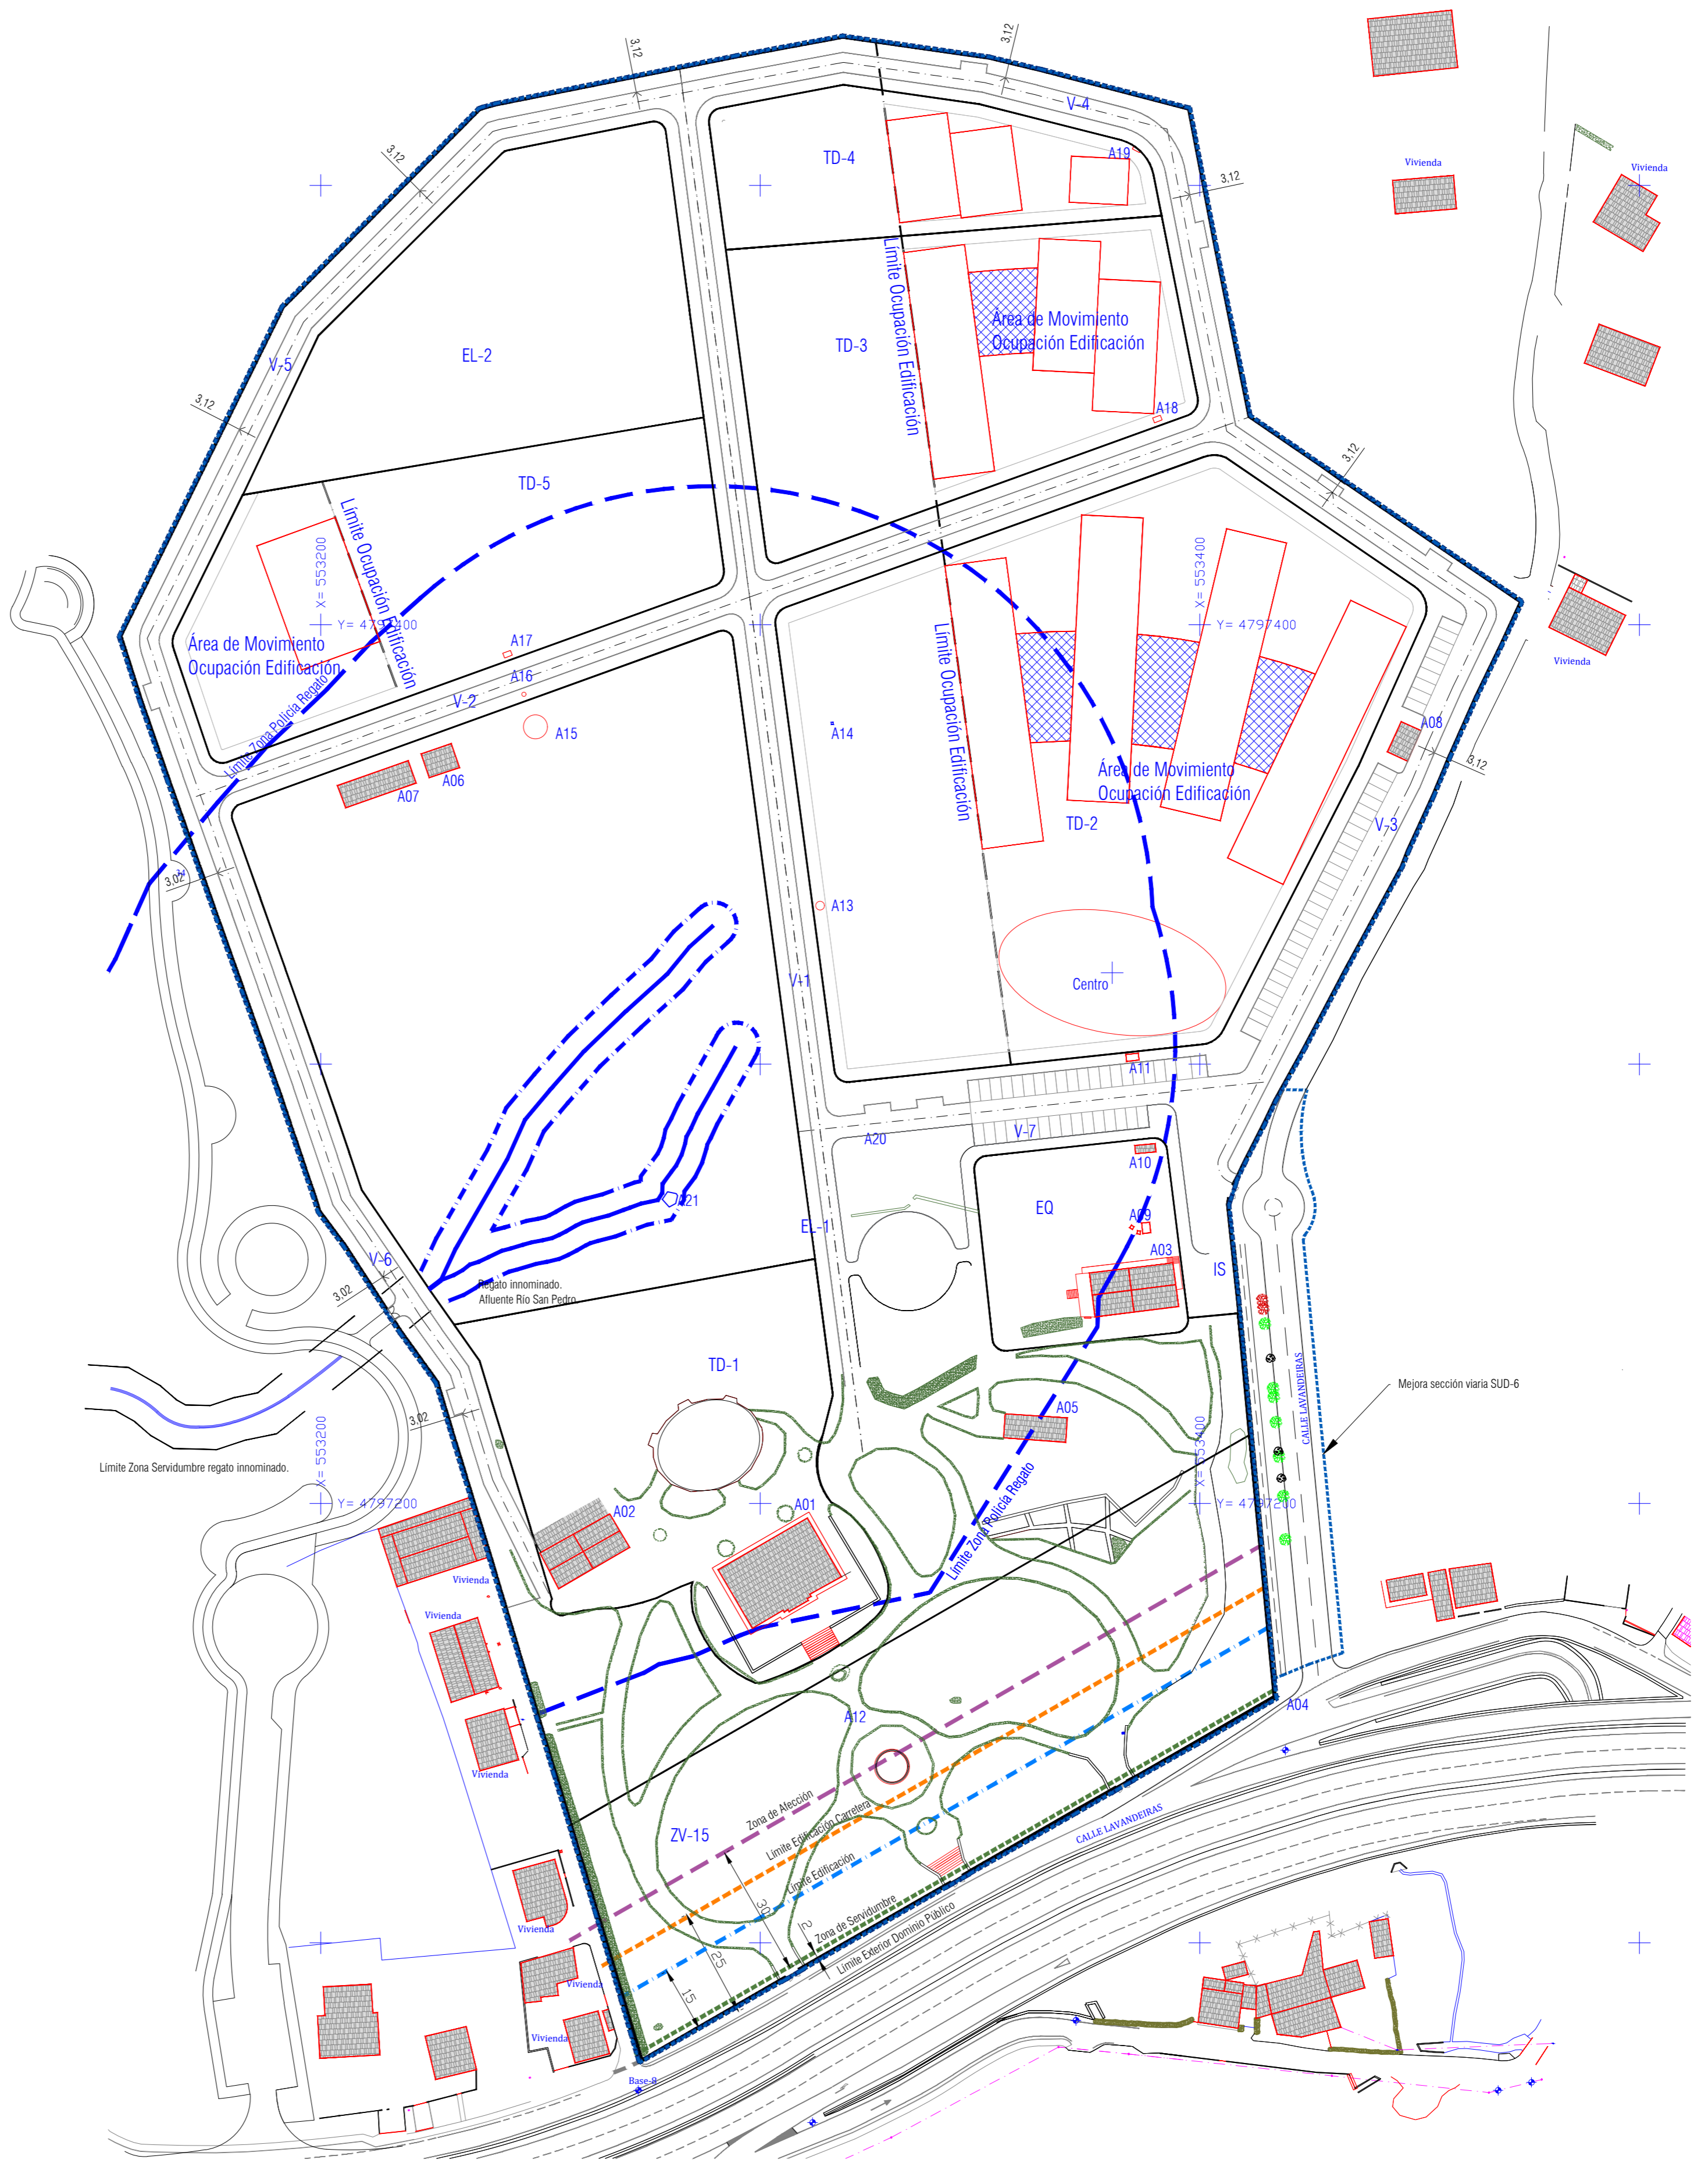 3,12
3,12
V-4
TD-4
A19
Vivienda
Vivienda
3,12
3,12
Límite Ocupación Edificación
Área de Movimiento
Ocupación Edificación
EL-2
TD-3
V-5
3,12
A18
3,12
TD-5
Límite Ocupación Edificación
X= 553200
Y= 4797400
X= 553400
Y= 4797400
Área de Movimiento
Ocupación Edificación
A17
A16
V-2
Límite Zona Policía Regato
Límite Ocupación Edificación
Vivienda
A15
A14
A08
3,12
A06
A07
Área de Movimiento
Ocupación Edificación
TD-2
V-3
3,02
A13
V-1
Centro
A11
A20
V-7
A10
A21
EQ
A09
EL-1
A03
V-6
IS
3,02
Regato innominado.
Afluente Río San Pedro
TD-1
CALLE LAVANDEIRAS
Mejora sección viaria SUD-6
A05
3,02
X= 553200
Y= 4797200
X= 553400
Y= 4797200
Límite Zona Servidumbre regato innominado.
Límite Zona Policía Regato
A02
A01
Vivienda
Vivienda
A12
A04
Vivienda
Zona de Afección
Límite Edificación Carretera
Límite Edificación
ZV-15
CALLE LAVANDEIRAS
30
2
Zona de Servidumbre
Límite Exterior Dominio Público
25
15
Vivienda
Vivienda
Vivienda
Base-8